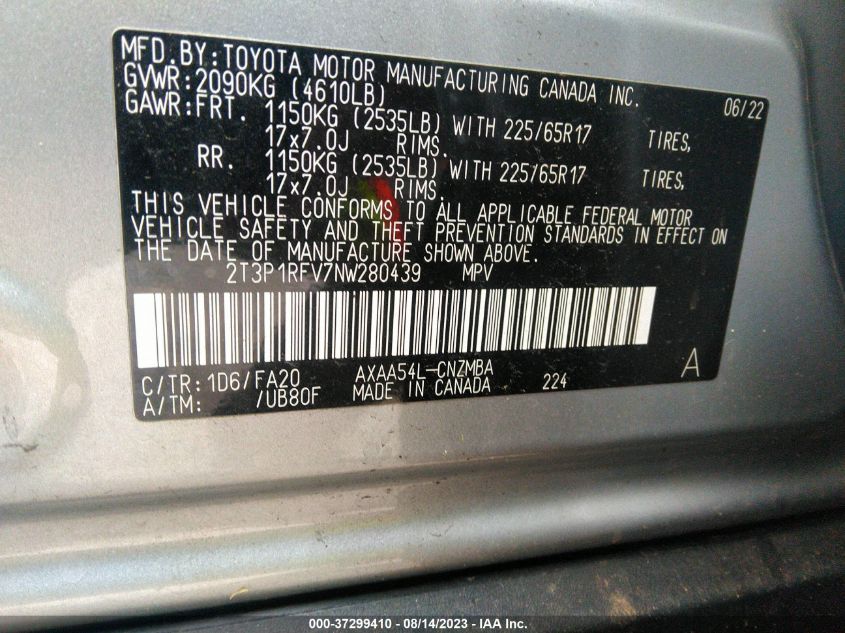 MFD.BY:TOYOTA MOTOR MANUFACTURING CANADA INC. 06/22
GVWR:2090KG (4610LB)
GAWR:FRT. 1150KG (2535LB) WITH 225/65R17 TIRES,
17x7.0J RIMS.
RR. 1150KG (2535LB) WITH 225/65R17 TIRES,
17x7.0J RIMS.
THIS VEHICLE CONFORMS TO ALL APPLICABLE FEDERAL MOTOR
VEHICLE SAFETY AND THEFT PREVENTION STANDARDS IN EFFECT ON
THE DATE OF MANUFACTURE SHOWN ABOVE.
2T3P1RFV7NW280439 MPV
C/TR: 1D6/FA20 AXAA54L-CNZMBA A
A/TM: /UB80F MADE IN CANADA 224
000-37299410 - 08/14/2023 - IAA Inc.